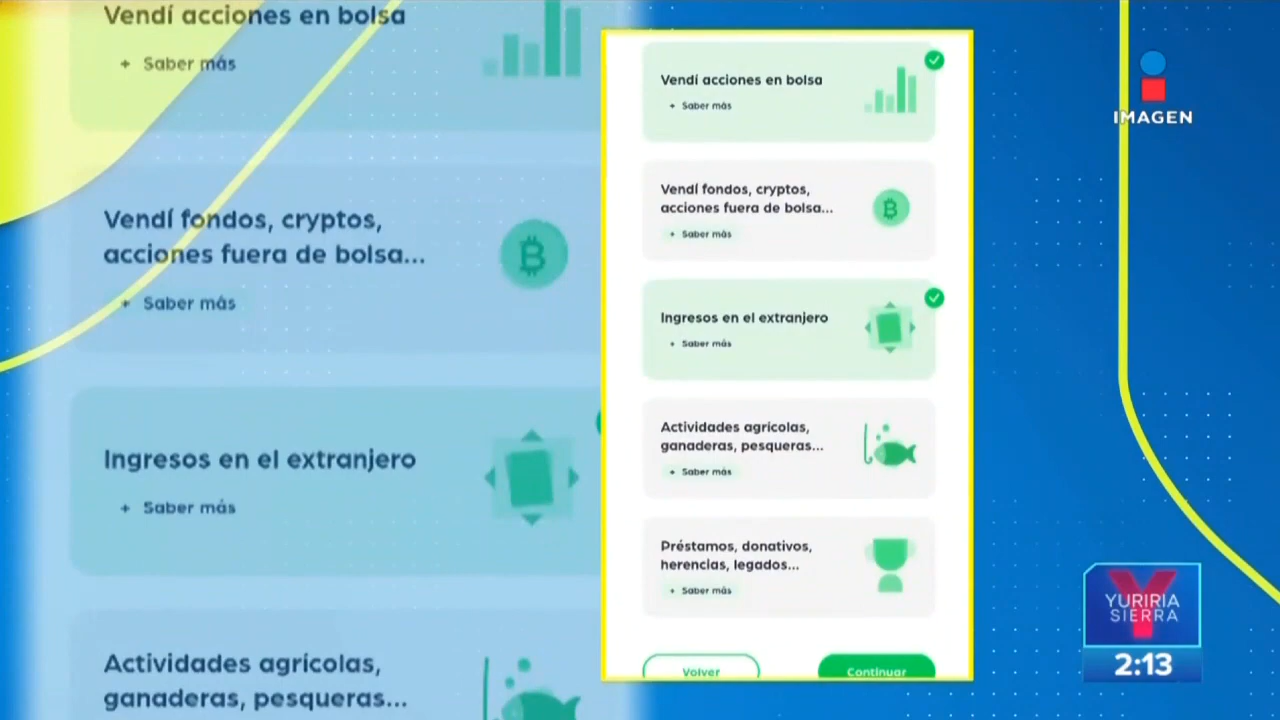 Vendí acciones en bolsa
+ Saber más
Vendí fondos, cryptos,
acciones fuera de bolsa...
+ Saber más
Ingresos en el extranjero
+ Saber más
Actividades agrícolas,
ganaderas, pesqueras...
Vendí acciones en bolsa
+ Saber más
Vendí fondos, cryptos,
acciones fuera de bolsa...
+ Saber más
Ingresos en el extranjero
+ Saber más
Actividades agrícolas,
ganaderas, pesqueras...
+ Saber más
Préstamos, donativos,
herencias, legados...
+ Saber más
Volver
Continuar
IMAGEN
YURIRIA
SIERRA
2:13